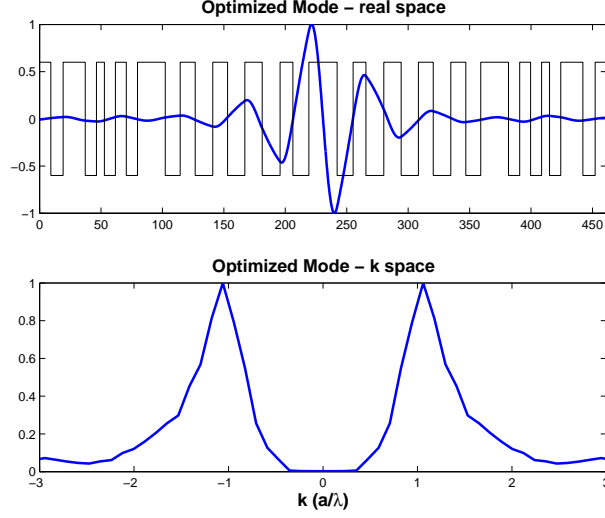 Optimized Mode – real space
1
0.5
0
−0.5
−1
0 50 100 150 200 250 300 350 400 450
Optimized Mode – k space
1
0.8
0.6
0.4
0.2
0
−3 −2 −1 0 1 2 3
k (a/λ)